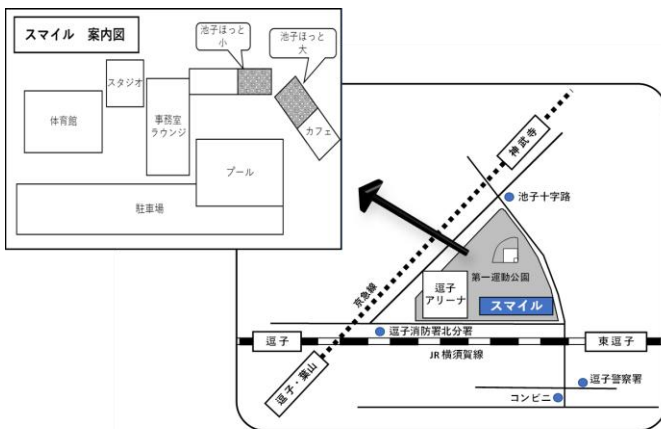 スマイル 案内図
池子ほっと
小
池子ほっと
大
スタジオ
体育館
事務室
ラウンジ
カフェ
プール
駐車場
神武寺
池子十字路
京急線
第一運動公園
逗子
アリーナ
スマイル
逗子消防署北分署
逗子
東逗子
JR横須賀線
逗子・葉山
逗子警察署
コンビニ